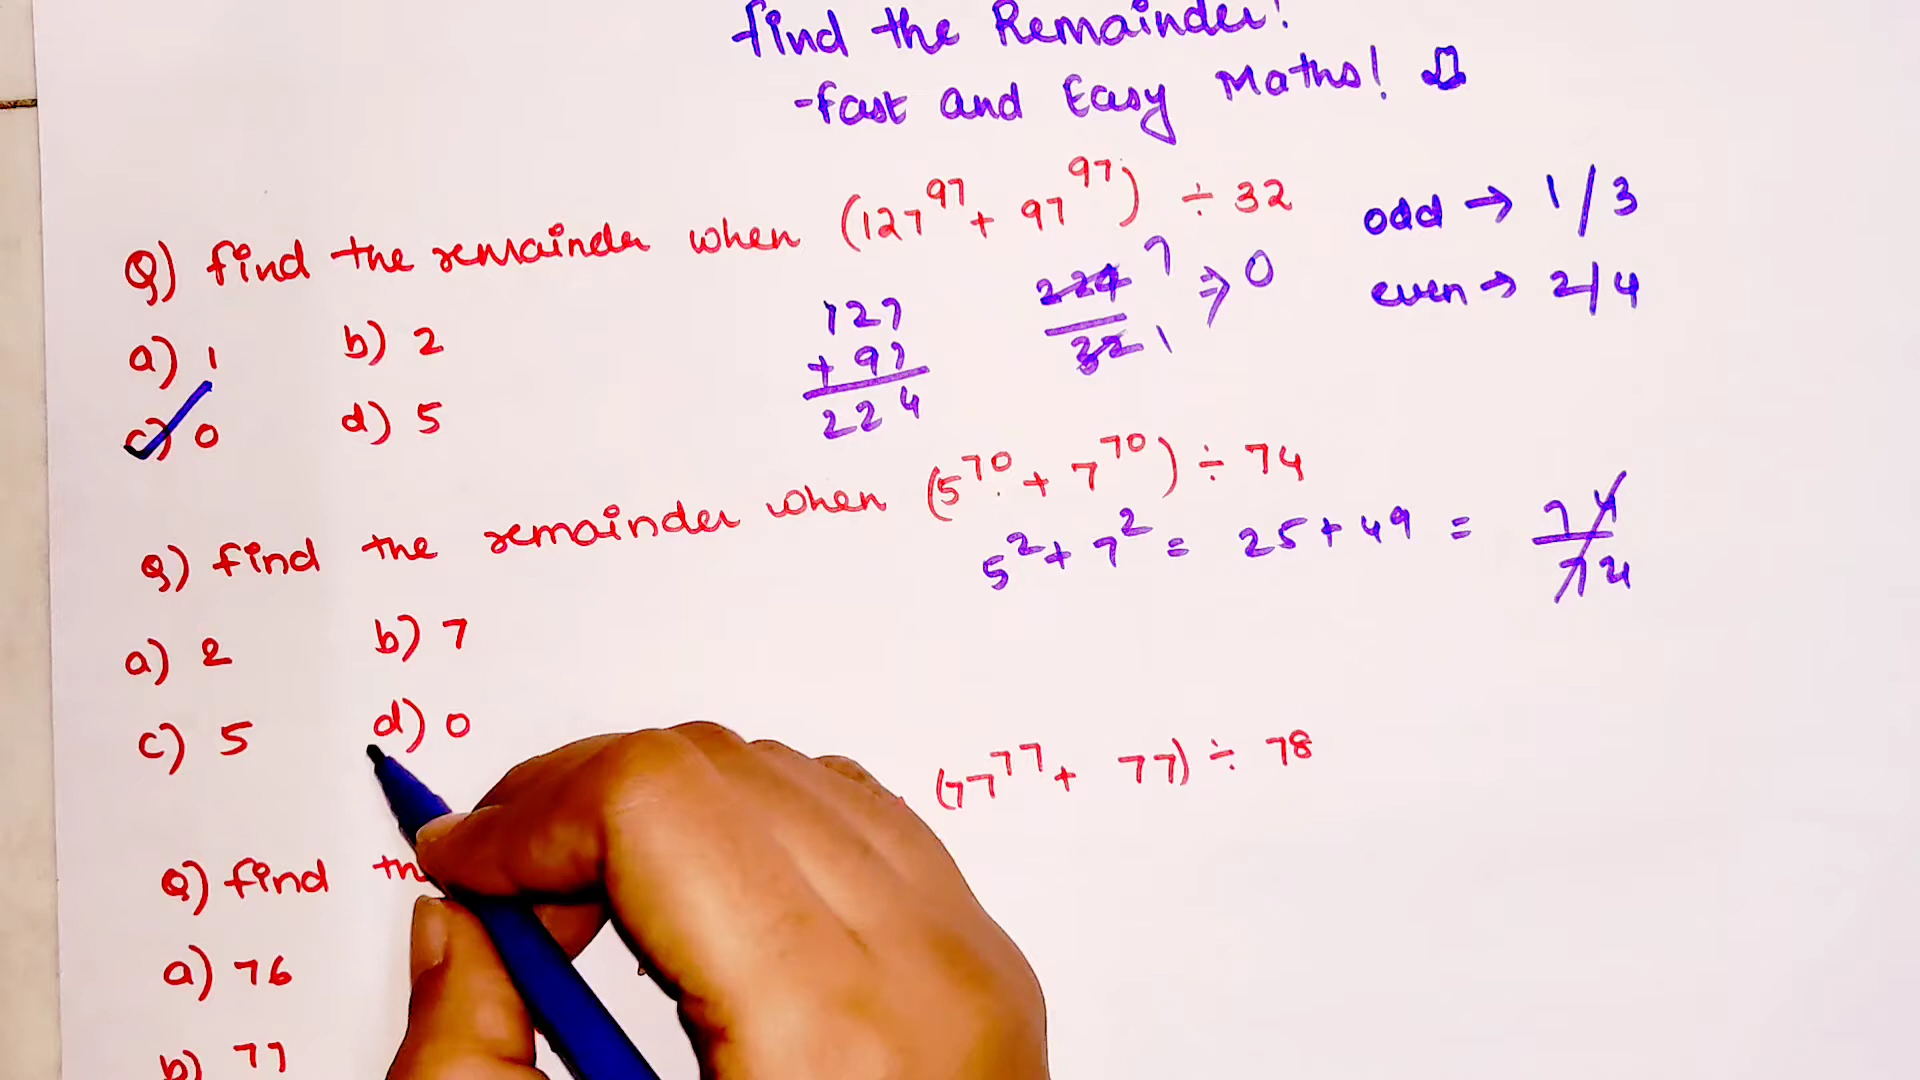 find the Remainder!
-fast and Easy Maths!
Q) find the remainder when (127^97 + 97^97) ÷ 32
a) 1 b) 2
c) 0 d) 5
127
+ 97
224
224 7
32 1
⇒ 0
odd → 1/3
even → 2/4
Q) find the remainder when (5^70 + 7^70) ÷ 74
5^2 + 7^2 = 25 + 49 = 74/74
a) 2 b) 7
c) 5 d) 0
Q) find (77^77 + 77) ÷ 78
a) 76
b) 77